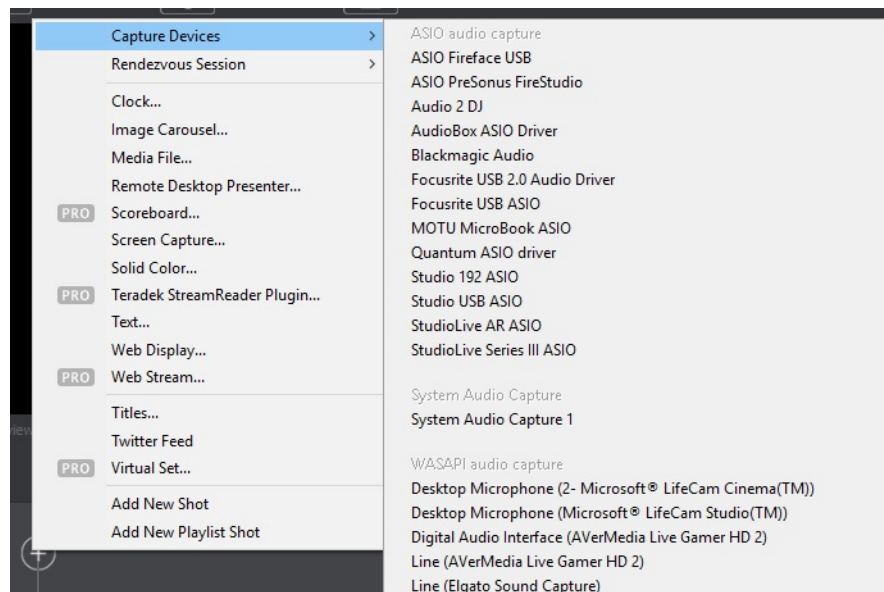 Capture Devices
Rendezvous Session
Clock...
Image Carousel...
Media File...
Remote Desktop Presenter...
PRO Scoreboard...
Screen Capture...
Solid Color...
PRO Teradek StreamReader Plugin...
Text...
Web Display...
PRO Web Stream...
Titles...
Twitter Feed
PRO Virtual Set...
Add New Shot
Add New Playlist Shot
ASIO audio capture
ASIO Fireface USB
ASIO PreSonus FireStudio
Audio 2 DJ
AudioBox ASIO Driver
Blackmagic Audio
Focusrite USB 2.0 Audio Driver
Focusrite USB ASIO
MOTU MicroBook ASIO
Quantum ASIO driver
Studio 192 ASIO
Studio USB ASIO
StudioLive AR ASIO
StudioLive Series III ASIO
System Audio Capture
System Audio Capture 1
WASAPI audio capture
Desktop Microphone (2- Microsoft® LifeCam Cinema(TM))
Desktop Microphone (Microsoft® LifeCam Studio(TM))
Digital Audio Interface (AVerMedia Live Gamer HD 2)
Line (AVerMedia Live Gamer HD 2)
Line (Elgato Sound Capture)